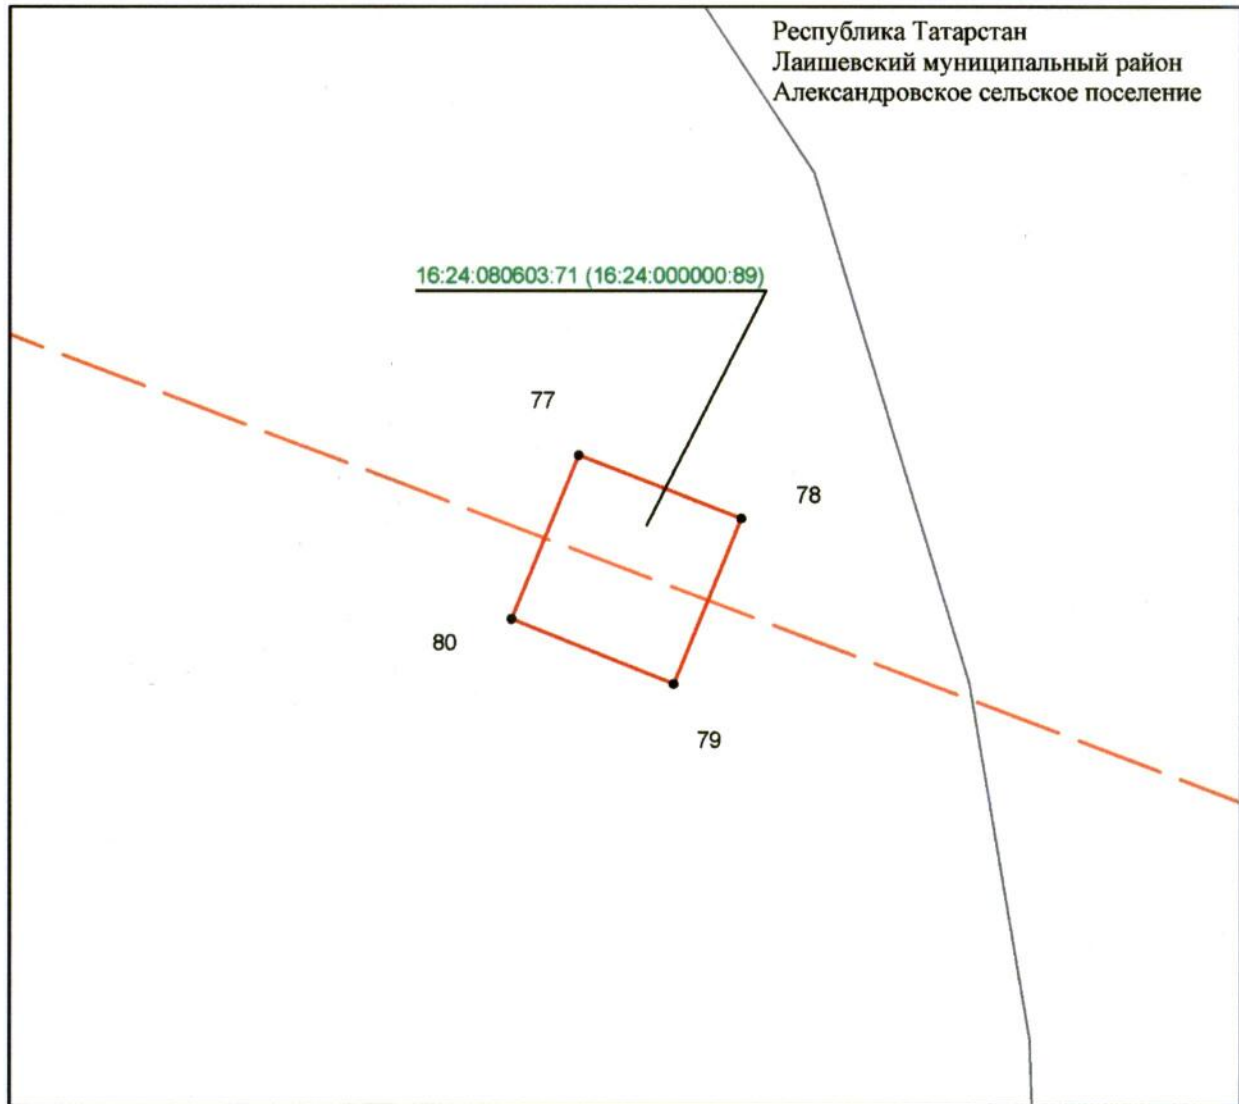 Республика Татарстан
Лаишевский муниципальный район
Александровское сельское поселение
16:24:080603:71 (16:24:000000:89)
77
78
80
79